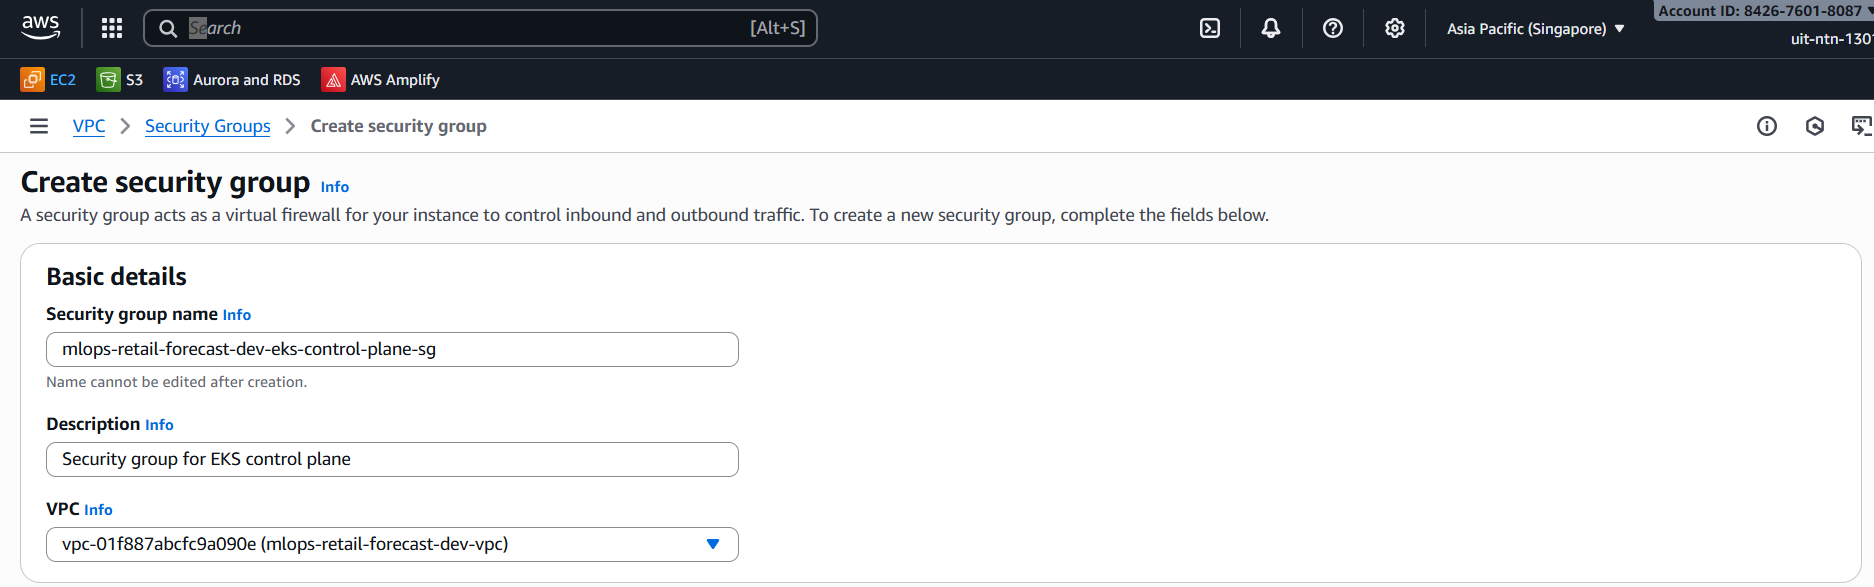 aws
Search
[Alt+S]
Asia Pacific (Singapore)
Account ID: 8426-7601-8087
uit-ntn-130
EC2
S3
Aurora and RDS
AWS Amplify
VPC
Security Groups
Create security group
Create security group Info
A security group acts as a virtual firewall for your instance to control inbound and outbound traffic. To create a new security group, complete the fields below.
Basic details
Security group name Info
mlops-retail-forecast-dev-eks-control-plane-sg
Name cannot be edited after creation.
Description Info
Security group for EKS control plane
VPC Info
vpc-01f887abcfc9a090e (mlops-retail-forecast-dev-vpc)